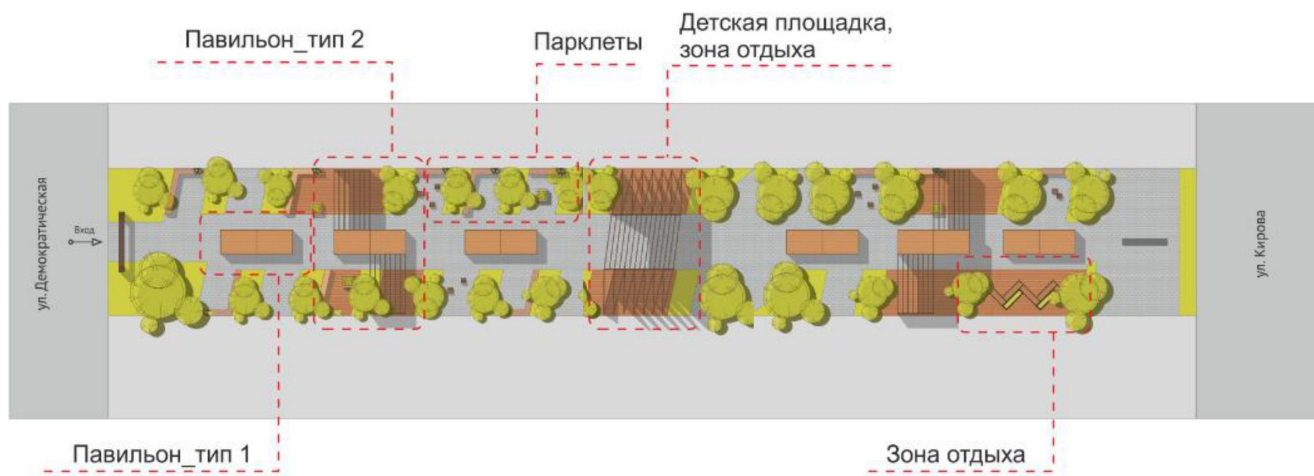 Павильон_тип 2
Парклеты
Детская площадка,
зона отдыха
ул. Демократическая
Вход
ул. Кирова
Павильон_тип 1
Зона отдыха